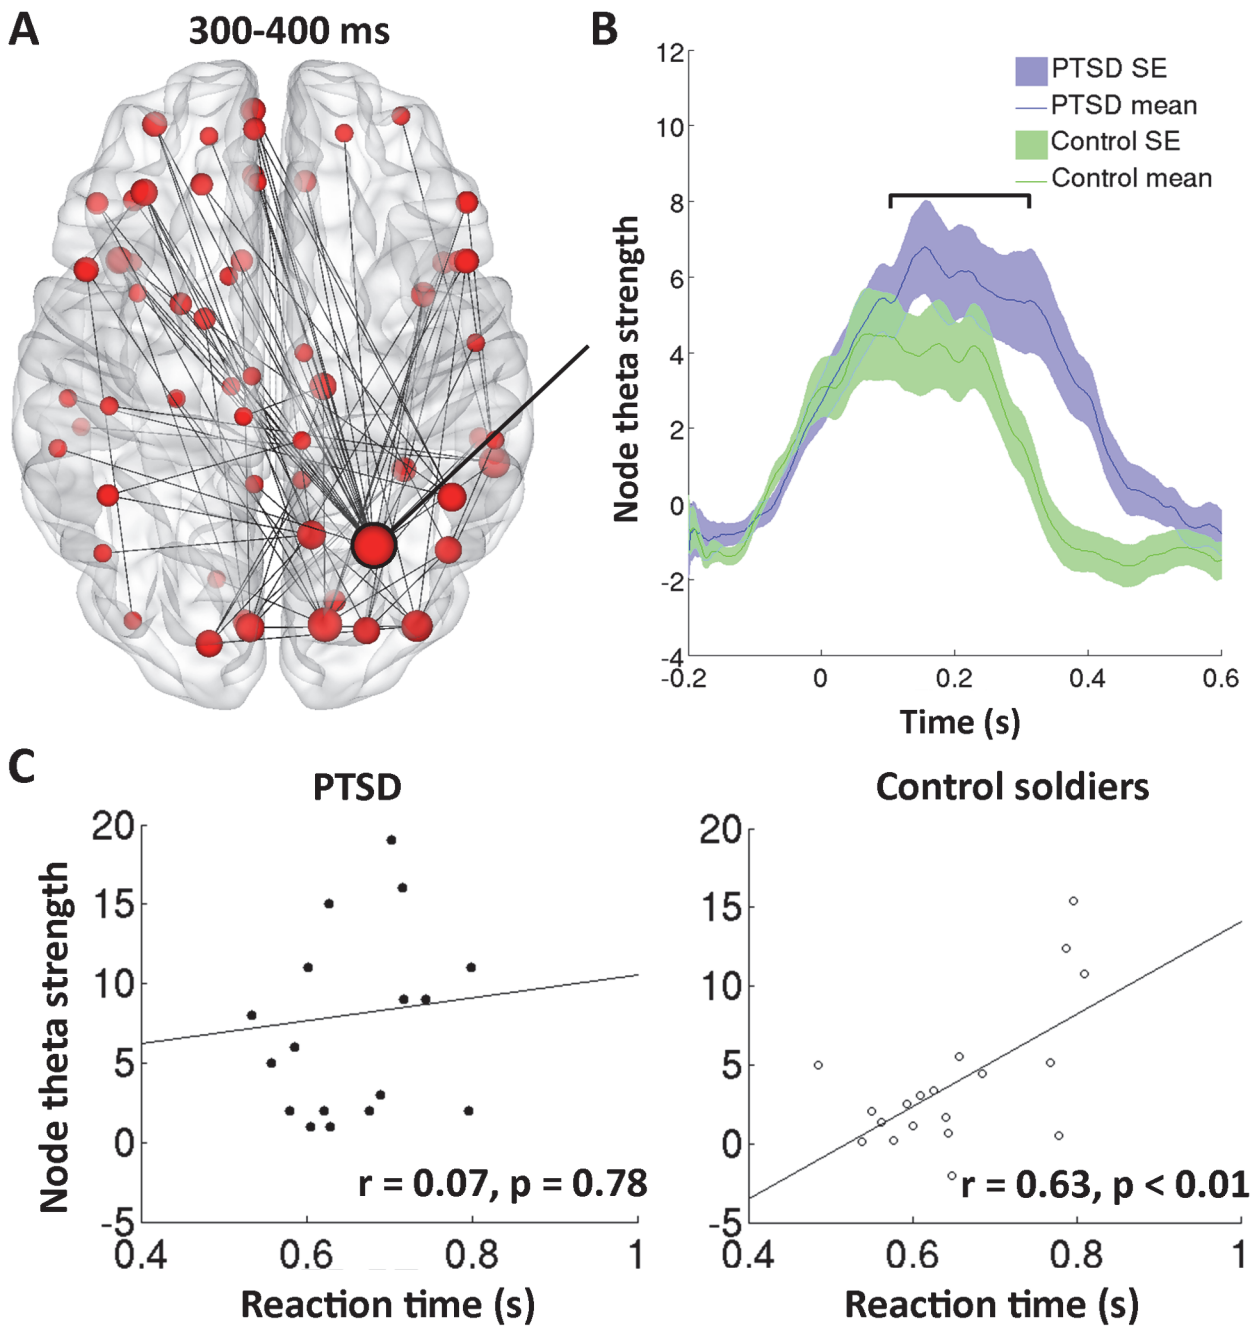 A
300-400 ms
B
Node theta strength
12
10
8
6
4
2
0
-2
-4
-0.2 0 0.2 0.4 0.6
Time (s)
PTSD SE
PTSD mean
Control SE
Control mean
C
PTSD
Node theta strength
20
15
10
5
0
-5
0.4 0.6 0.8 1
r = 0.07, p = 0.78
Reaction time (s)
Control soldiers
20
15
10
5
0
-5
0.4 0.6 0.8 1
r = 0.63, p < 0.01
Reaction time (s)